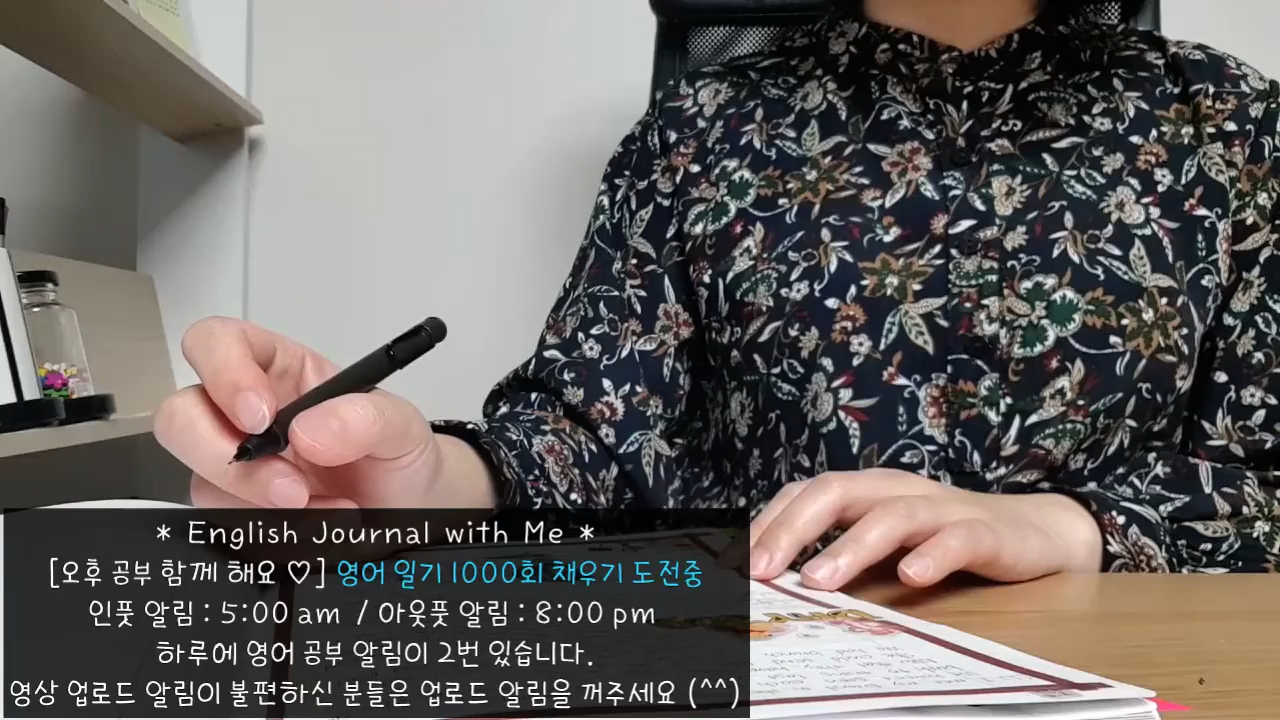 * English Journal with Me *
[오후 공부 함께 해요 ♡] 영어 일기 1000회 채우기 도전중
인풋 알림 : 5:00 am / 아웃풋 알림 : 8:00 pm
하루에 영어 공부 알림이 2번 있습니다.
영상 업로드 알림이 불편하신 분들은 업로드 알림을 꺼주세요 (^^)